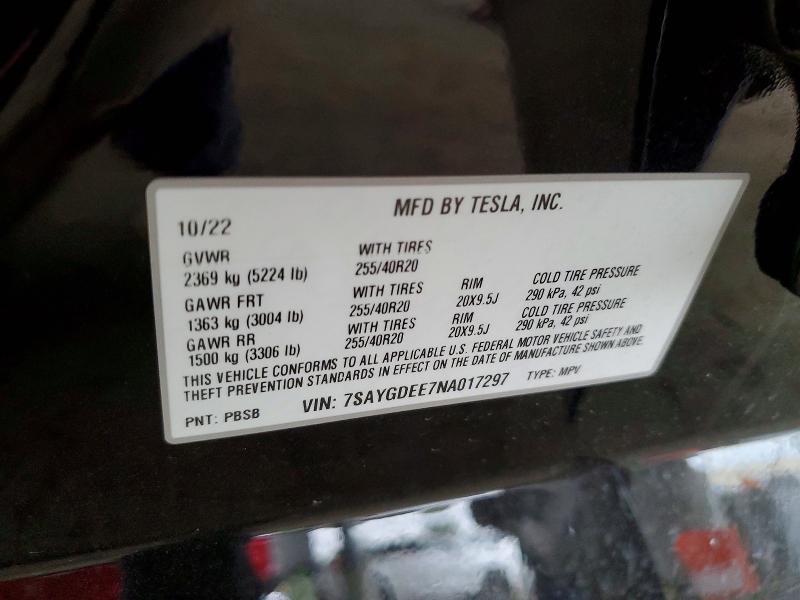 MFD BY TESLA, INC.
10/22
GVWR WITH TIRES
2369 kg (5224 lb) 255/40R20
GAWR FRT WITH TIRES RIM COLD TIRE PRESSURE
1363 kg (3004 lb) 255/40R20 20X9.5J 290 kPa, 42 psi
GAWR RR WITH TIRES RIM COLD TIRE PRESSURE
1500 kg (3306 lb) 255/40R20 20X9.5J 290 kPa, 42 psi
THIS VEHICLE CONFORMS TO ALL APPLICABLE U.S. FEDERAL MOTOR VEHICLE SAFETY AND
THEFT PREVENTION STANDARDS IN EFFECT ON THE DATE OF MANUFACTURE SHOWN ABOVE.
PNT: PBSB VIN: 7SAYGDEE7NA017297 TYPE: MPV